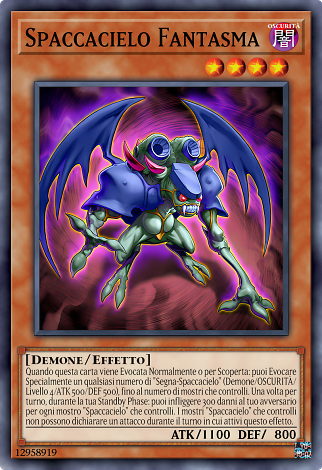 Spaccacielo Fantasma
OSCURITÀ
闇
[Demone/Effetto]
Quando questa carta viene Evocata Normalmente o per Scoperta: puoi Evocare
Specialmente un qualsiasi numero di "Segna-Spaccacielo" (Demone/OSCURITÀ/
Livello 4/ATK 500/DEF 500), fino al numero di mostri che controlli. Una volta per
turno, durante la tua Standby Phase: puoi infliggere 300 danni al tuo avversario
per ogni mostro "Spaccacielo" che controlli. I mostri "Spaccacielo" che controlli
non possono dichiarare un attacco durante il turno in cui attivi questo effetto.
ATK/1100 DEF/ 800
12958919